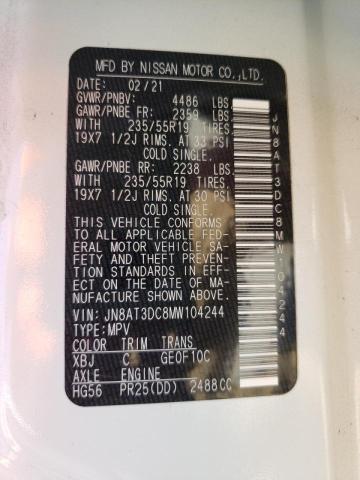 MFD BY NISSAN MOTOR CO.,LTD.
DATE: 02/21
GVWR/PNBV: 4486 LBS
GAWR/PNBE FR: 2359 LBS
WITH 235/55R19 TIRES,
19X7 1/2J RIMS, AT 33 PSI
COLD SINGLE.
GAWR/PNBE RR: 2238 LBS
WITH 235/55R19 TIRES,
19X7 1/2J RIMS, AT 30 PSI
COLD SINGLE.
THIS VEHICLE CONFORMS
TO ALL APPLICABLE FED-
ERAL MOTOR VEHICLE SA-
FETY AND THEFT PREVENTION
STANDARDS IN EFF-
ECT ON THE DATE OF MA-
NUFACTURE SHOWN ABOVE.
VIN: JN8AT3DC8MW104244
TYPE:MPV
COLOR TRIM TRANS
XBJ C GE0F10C
AXLE ENGINE
HG56 PR25(DD) 2488CC
JN8AT3DC8MW104244